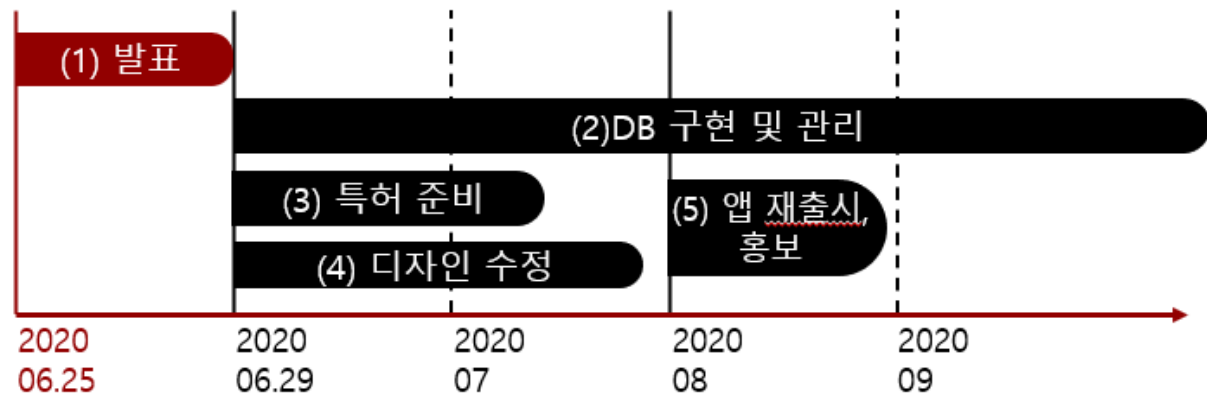 (1) 발표
(2)DB 구현 및 관리
(3) 특허 준비
(4) 디자인 수정
(5) 앱 재출시,
홍보
2020
06.25
2020
06.29
2020
07
2020
08
2020
09